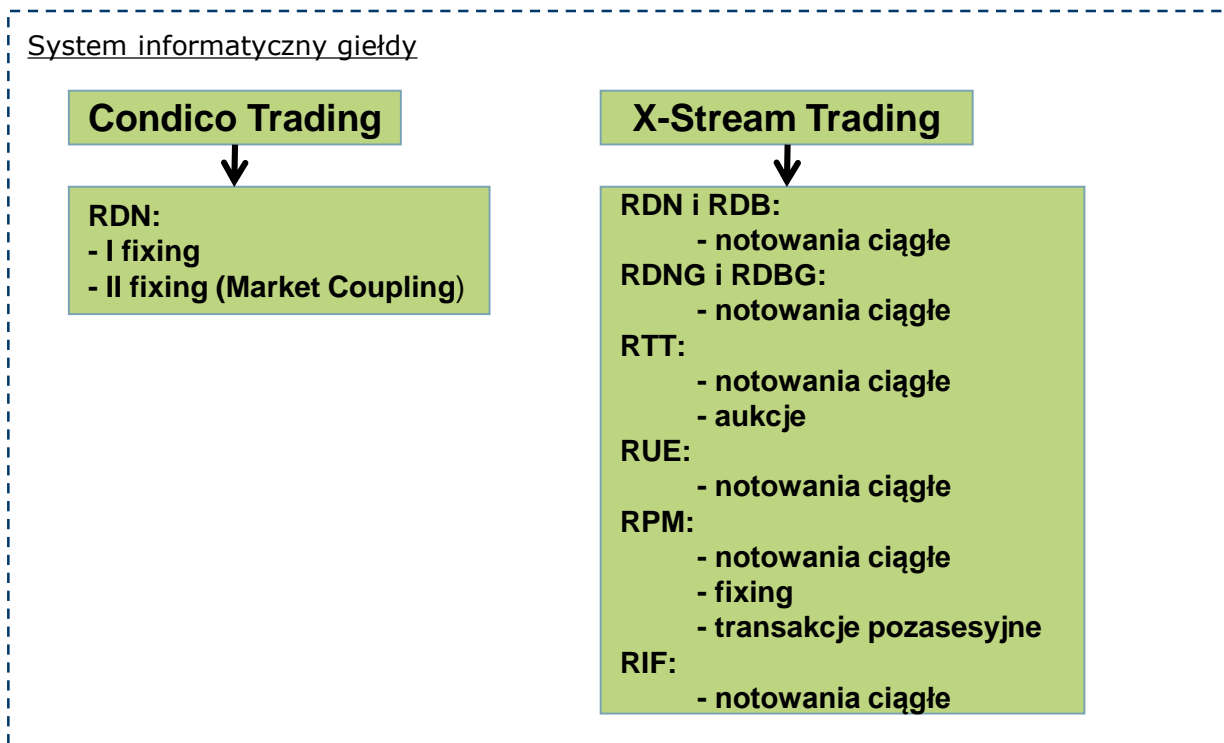 System informatyczny giełdy
Condico Trading
RDN:
- I fixing
- II fixing (Market Coupling)
X-Stream Trading
RDN i RDB:
- notowania ciągłe
RDNG i RDBG:
- notowania ciągłe
RTT:
- notowania ciągłe
- aukcje
RUE:
- notowania ciągłe
RPM:
- notowania ciągłe
- fixing
- transakcje pozasesyjne
RIF:
- notowania ciągłe